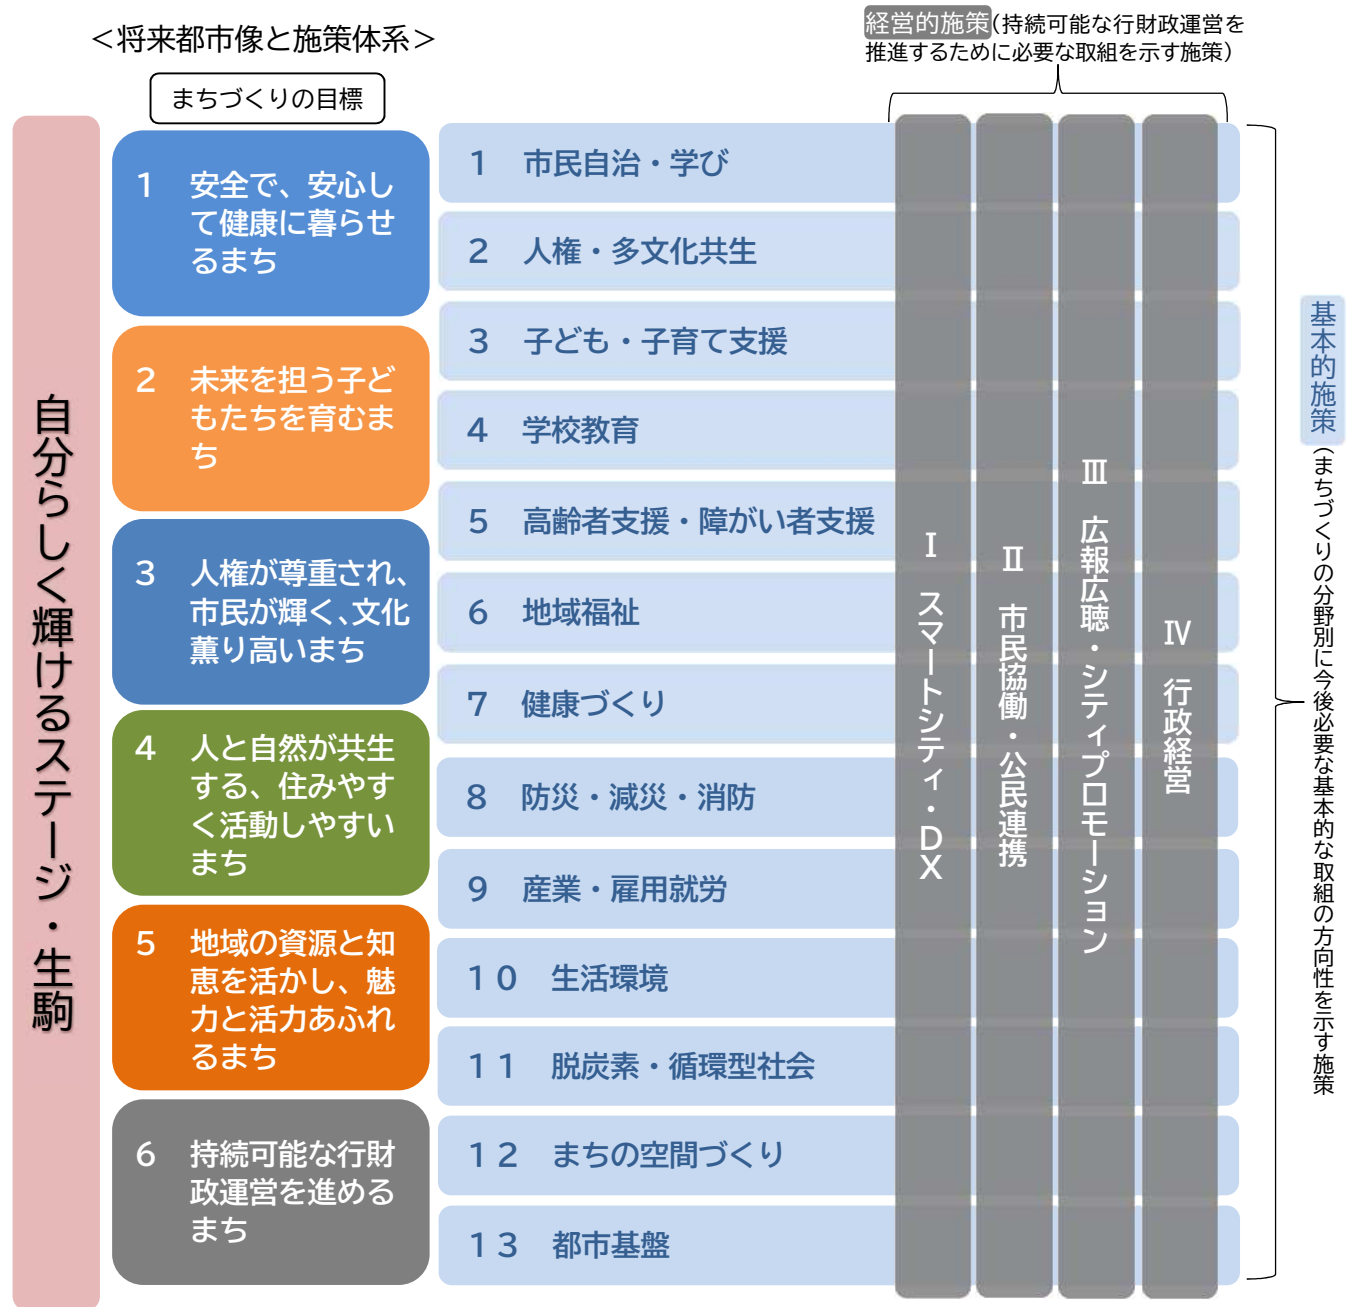 ＜将来都市像と施策体系＞
経営的施策(持続可能な行財政運営を
推進するために必要な取組を示す施策)
まちづくりの目標
自分らしく輝けるステージ・生駒
1 安全で、安心し
て健康に暮らせ
るまち
2 未来を担う子ど
もたちを育むま
ち
3 人権が尊重され、
市民が輝く、文化
薫り高いまち
4 人と自然が共生
する、住みやす
く活動しやすい
まち
5 地域の資源と知
恵を活かし、魅
力と活力あふれ
るまち
6 持続可能な行財
政運営を進める
まち
1 市民自治・学び
2 人権・多文化共生
3 子ども・子育て支援
4 学校教育
5 高齢者支援・障がい者支援
6 地域福祉
7 健康づくり
8 防災・減災・消防
9 産業・雇用就労
10 生活環境
11 脱炭素・循環型社会
12 まちの空間づくり
13 都市基盤
Ⅰ スマートシティ・DX
Ⅱ 市民協働・公民連携
Ⅲ 広報広聴・シティプロモーション
Ⅳ 行政経営
基本的施策(まちづくりの分野別に今後必要な基本的な取組の方向性を示す施策